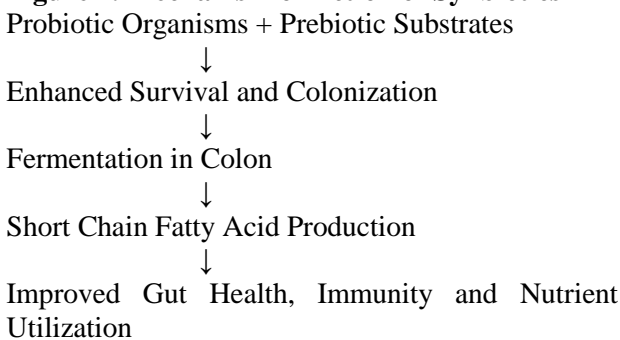 Probiotic Organisms + Prebiotic Substrates
↓
Enhanced Survival and Colonization
↓
Fermentation in Colon
↓
Short Chain Fatty Acid Production
↓
Improved Gut Health, Immunity and Nutrient
Utilization